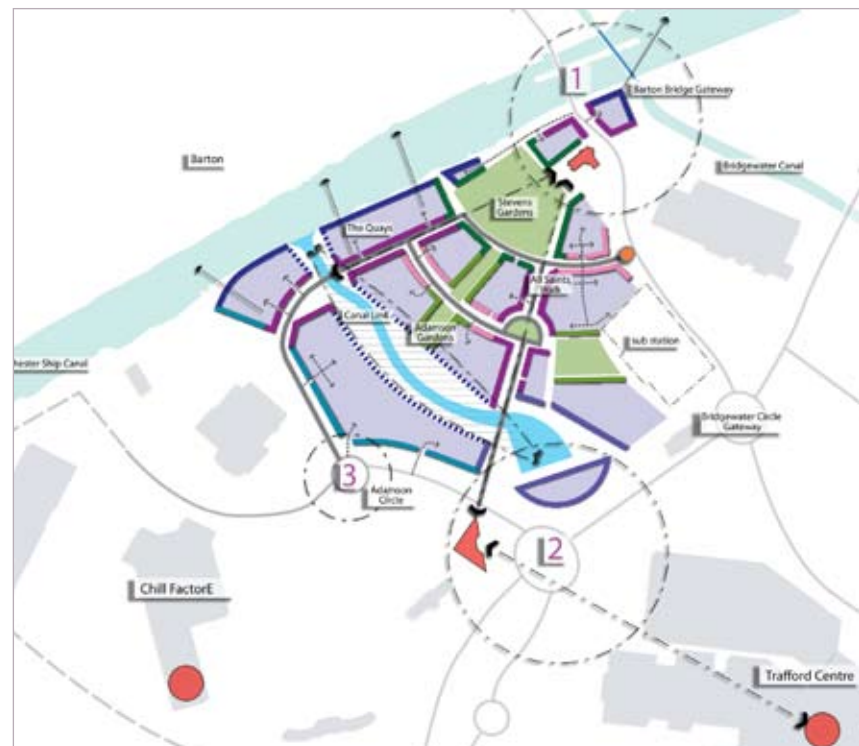 1
Barton Bridge Gateway
Barton
Bridgewater Canal
Stevens
Gardens
The Quays
All Saints
Walk
Canal Link
Adamson
Gardens
sub station
hester Ship Canal
Bridgewater Circle
Gateway
3
Adamson
Circle
2
Chill FactorE
Trafford Centre